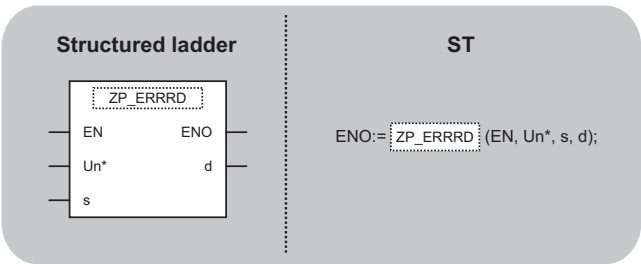 Structured ladder
ZP_ERRRD
EN ENO
Un* d
s
ST
ENO:= ZP_ERRRD (EN, Un*, s, d);